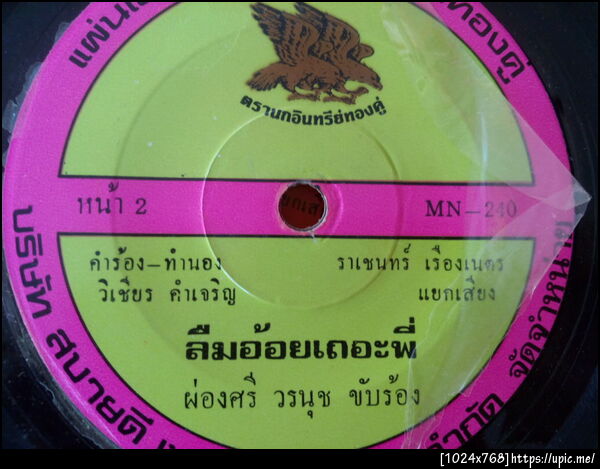 ทองคู่
ตรานกอินทรีย์ทองคู่
หน้า 2
MN-240
คำร้อง-ทำนอง
ราเชนทร์ เรืองเนตร
วิเชียร คำเจริญ
แยกเสียง
ลืมอ้อยเถอะพี่
ผ่องศรี วรนุช ขับร้อง
บริษัท สบายดี
จัดจำหน่าย
[1024x768]https://upic.me/